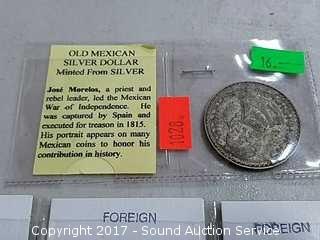 OLD MEXICAN
SILVER DOLLAR
Minted From SILVER
José Morelos, a priest and
rebel leader, led the Mexican
War of Independence. He
was captured by Spain and
executed for treason in 1815.
His portrait appears on many
Mexican coins to honor his
contribution in history.
1020
16
FOREIGN
FOREIGN
Copyright 2017 - Sound Auction Service